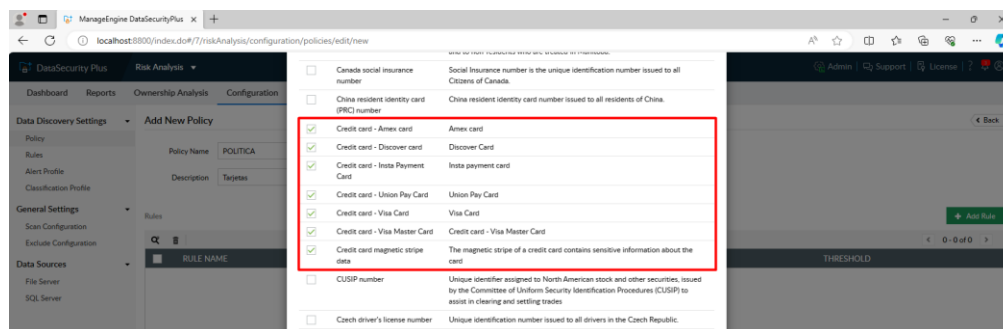 ManageEngine DataSecurityPlus
localhost:8800/index.do#/7/riskAnalysis/configuration/policies/edit/new
DataSecurity Plus
Risk Analysis
Admin
Support
License
?
Dashboard
Reports
Ownership Analysis
Configuration
Data Discovery Settings
Policy
Rules
Alert Profile
Classification Profile
General Settings
Scan Configuration
Exclude Configuration
Data Sources
File Server
SQL Server
Add New Policy
Back
Policy Name POLITICA
Description Tarjetas
Rules
Add Rule
0 - 0 of 0
RULE NAME
THRESHOLD
and to non residents who are treated in Manitoba.
Canada social insurance
number
Social Insurance number is the unique identification number issued to all
Citizens of Canada.
China resident identity card
(PRC) number
China resident identity card number issued to all residents of China.
Credit card - Amex card
Amex card
Credit card - Discover card
Discover Card
Credit card - Insta Payment
Card
Insta payment card
Credit card - Union Pay Card
Union Pay Card
Credit card - Visa Card
Visa Card
Credit card - Visa Master Card
Credit card - Visa Master Card
Credit card magnetic stripe
data
The magnetic stripe of a credit card contains sensitive information about the
card
CUSIP number
Unique identifier assigned to North American stock and other securities, issued
by the Committee of Uniform Security Identification Procedures (CUSIP) to
assist in clearing and settling trades
Czech driver's license number
Unique identification number issued to all drivers in the Czech Republic.